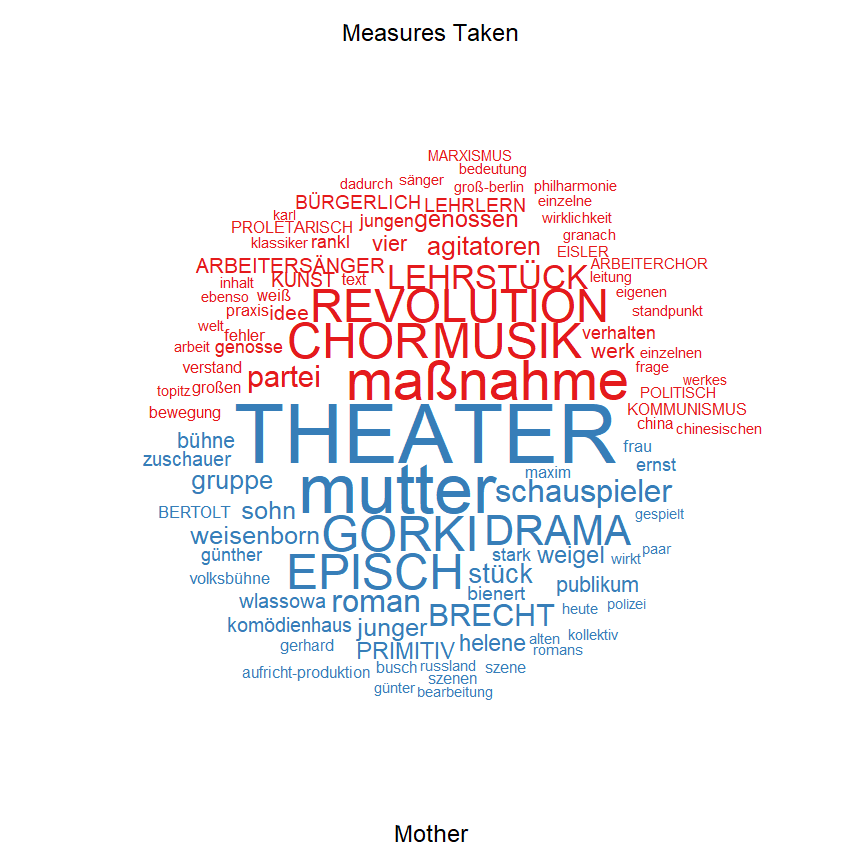 Measures Taken
MARXISMUS
bedeutung
dadurch sänger groß-berlin philharmonie
BÜRGERLICH LEHRLERN einzelne
karl jungen genossen wirklichkeit
PROLETARISCH granach
klassiker rankl vier agitatoren EISLER
ARBEITERSÄNGER ARBEITERCHOR
inhalt KUNST text LEHRSTÜCK leitung
ebenso weiß eigenen
praxis idee REVOLUTION standpunkt
welt fehler CHORMUSIK verhalten
arbeit genosse werk einzelnen
verstand frage
topitz großen partei maßnahme werkes
POLITISCH
bewegung KOMMUNISMUS
china chinesischen
THEATER
bühne frau
zuschauer ernst
gruppe mutter maxim schauspieler
BERTOLT sohn gespielt
weisenborn GORKI DRAMA
günther stark weigel wirkt paar
volksbühne EPISCH stück publikum
bienert
wlassowa roman BRECHT heute polizei
komödienhaus junger kollektiv
gerhard PRIMITIV helene alten
romans
aufricht-produktion busch russland szene
szenen
günter bearbeitung
Mother